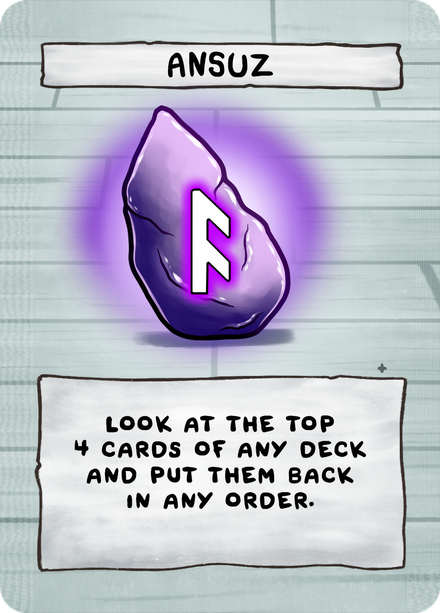 ANSUZ
ᚨ
LOOK AT THE TOP
4 CARDS OF ANY DECK
AND PUT THEM BACK
IN ANY ORDER.